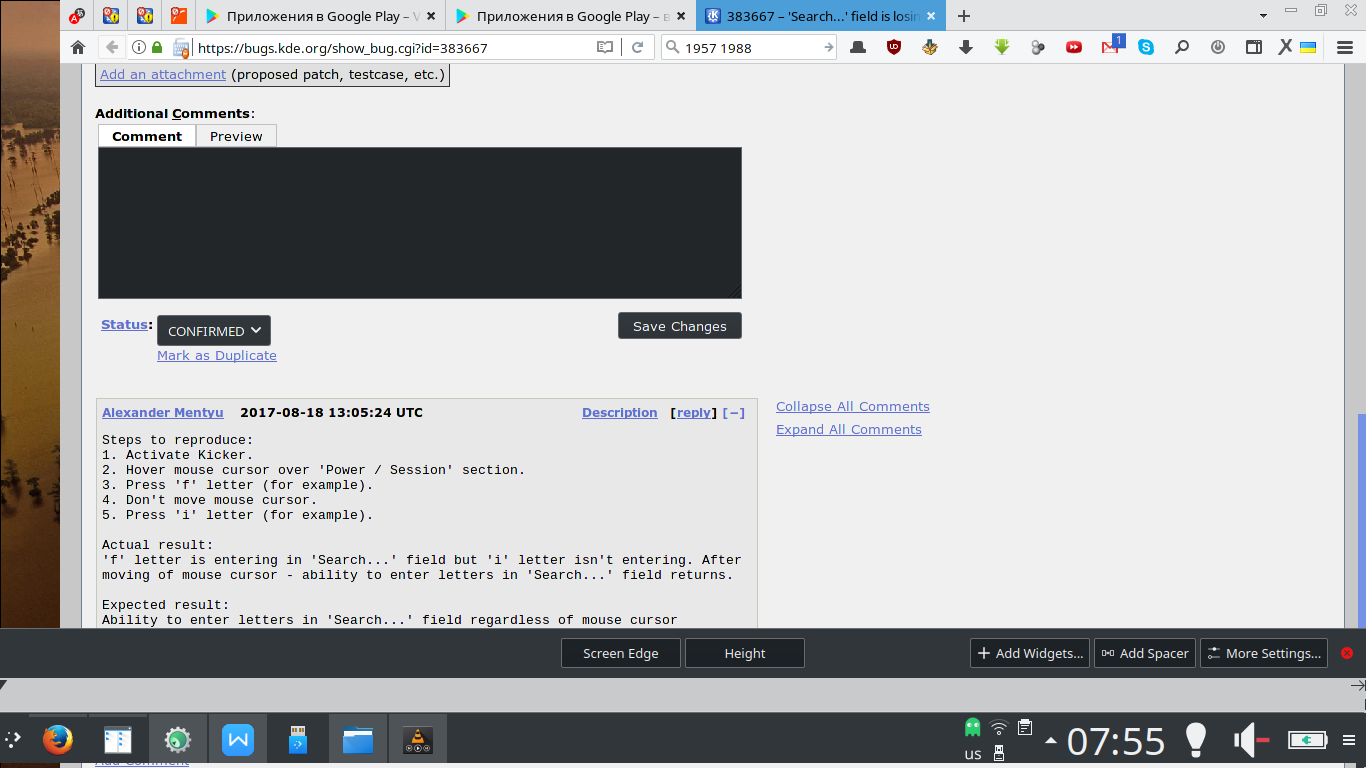 Приложения в Google Play – V
Приложения в Google Play – в
383667 – 'Search...' field is losin
https://bugs.kde.org/show_bug.cgi?id=383667
1957 1988
1
Add an attachment (proposed patch, testcase, etc.)
Additional Comments:
Comment
Preview
Status:
CONFIRMED
Save Changes
Mark as Duplicate
Alexander Mentyu 2017-08-18 13:05:24 UTC
Description [reply] [−]
Collapse All Comments
Expand All Comments
Steps to reproduce:
1. Activate Kicker.
2. Hover mouse cursor over 'Power / Session' section.
3. Press 'f' letter (for example).
4. Don't move mouse cursor.
5. Press 'i' letter (for example).
Actual result:
'f' letter is entering in 'Search...' field but 'i' letter isn't entering. After
moving of mouse cursor - ability to enter letters in 'Search...' field returns.
Expected result:
Ability to enter letters in 'Search...' field regardless of mouse cursor
Screen Edge
Height
Add Widgets...
Add Spacer
More Settings...
us
07:55
Add Comment